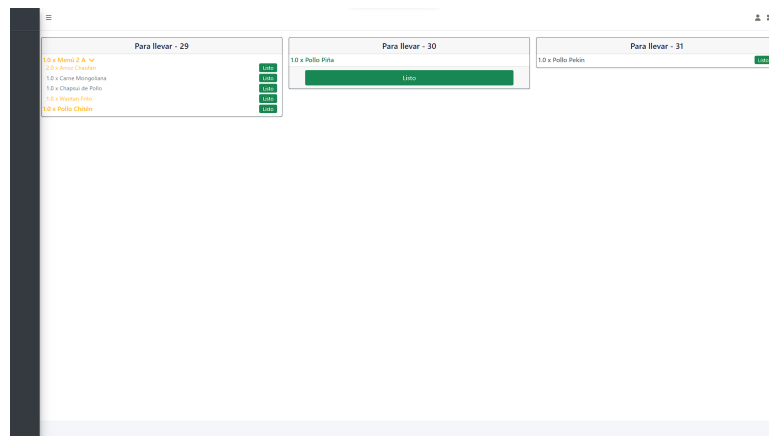 Para llevar - 29
1.0 x Menú 2 A
2.0 x Arroz Chaufan
Listo
1.0 x Carne Mongoliana
Listo
1.0 x Chapsui de Pollo
Listo
1.0 x Wantan Frito
Listo
1.0 x Pollo Chitén
Listo
Para llevar - 30
1.0 x Pollo Piña
Listo
Para llevar - 31
1.0 x Pollo Pekin
Listo